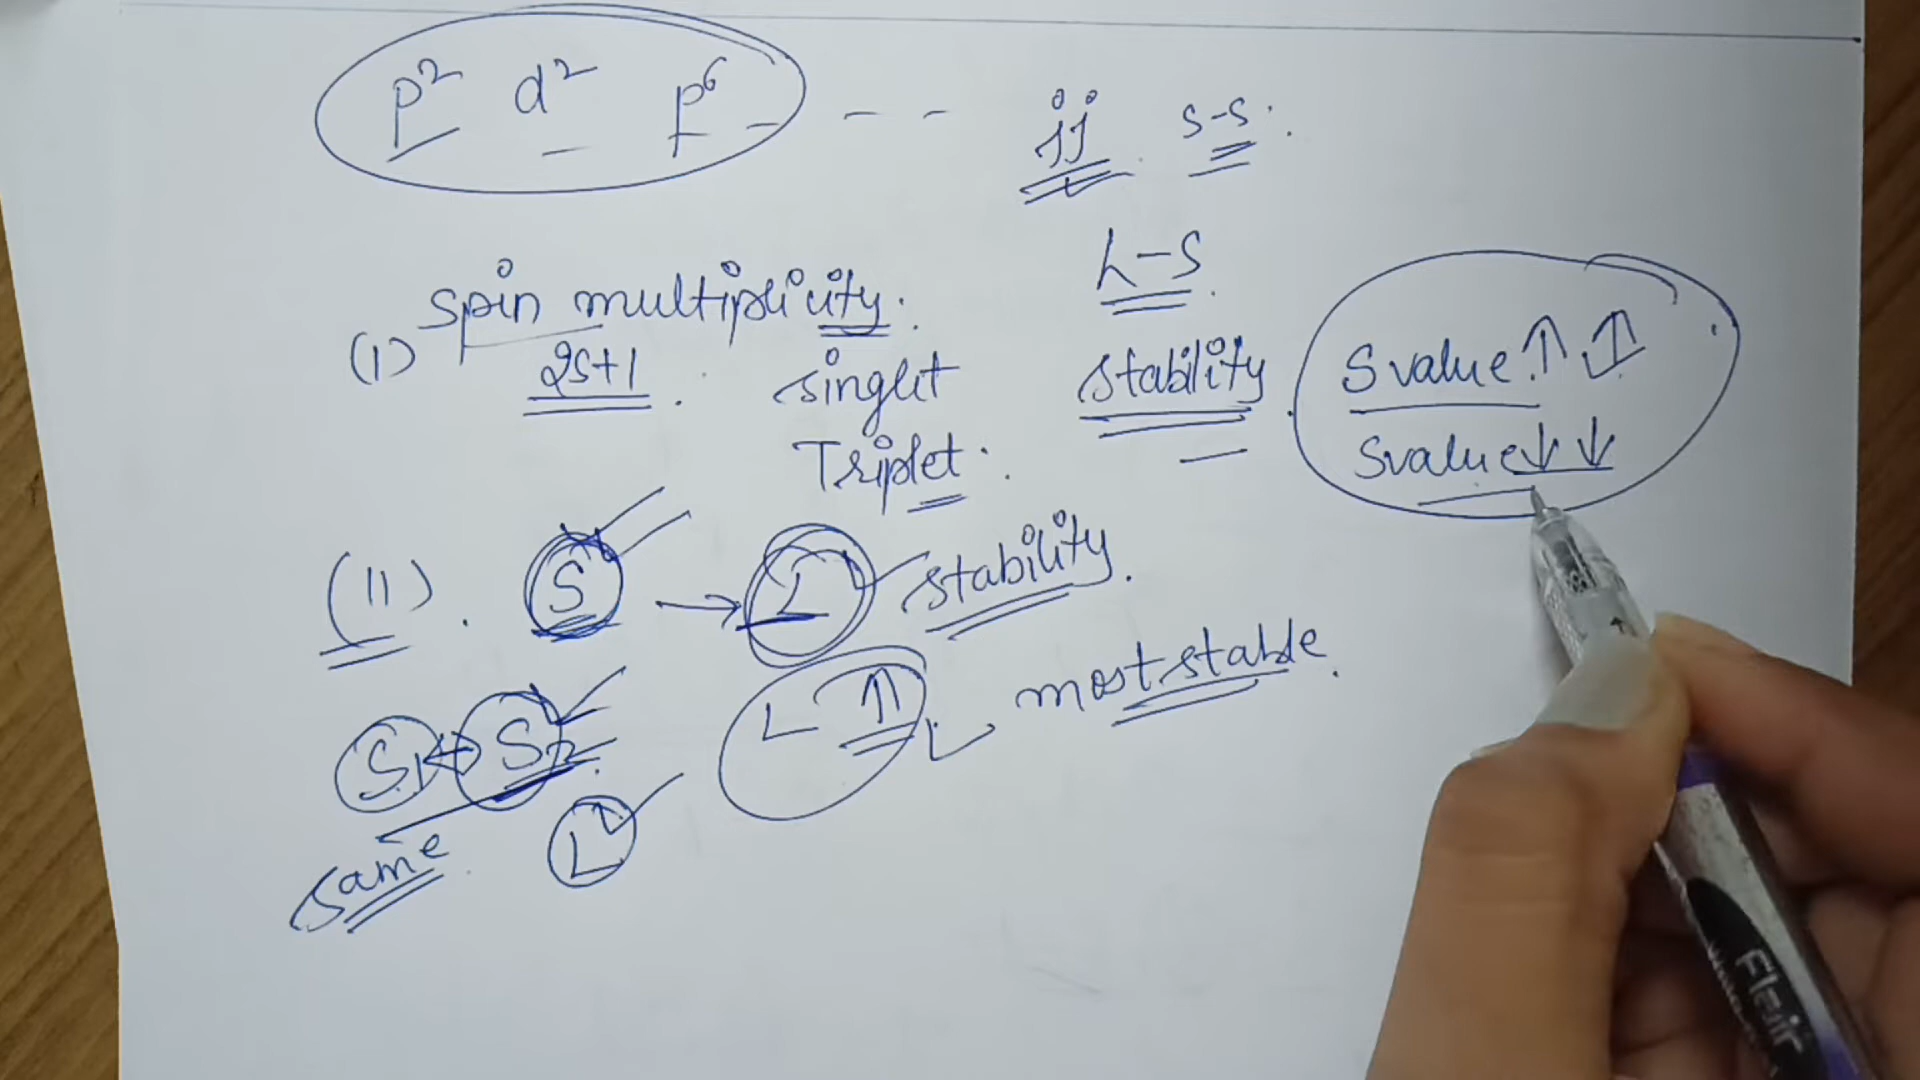 p² d² p⁶ - - - jj s-s.
L-S.
(I) Spin multiplicity.
2S+1. singlet stability. S value ↑ ↑
Triplet. S value ↓ ↓
(II). S → L stability.
S₁ ↔ S₂. L ↑ most stable.
same. L
Flair